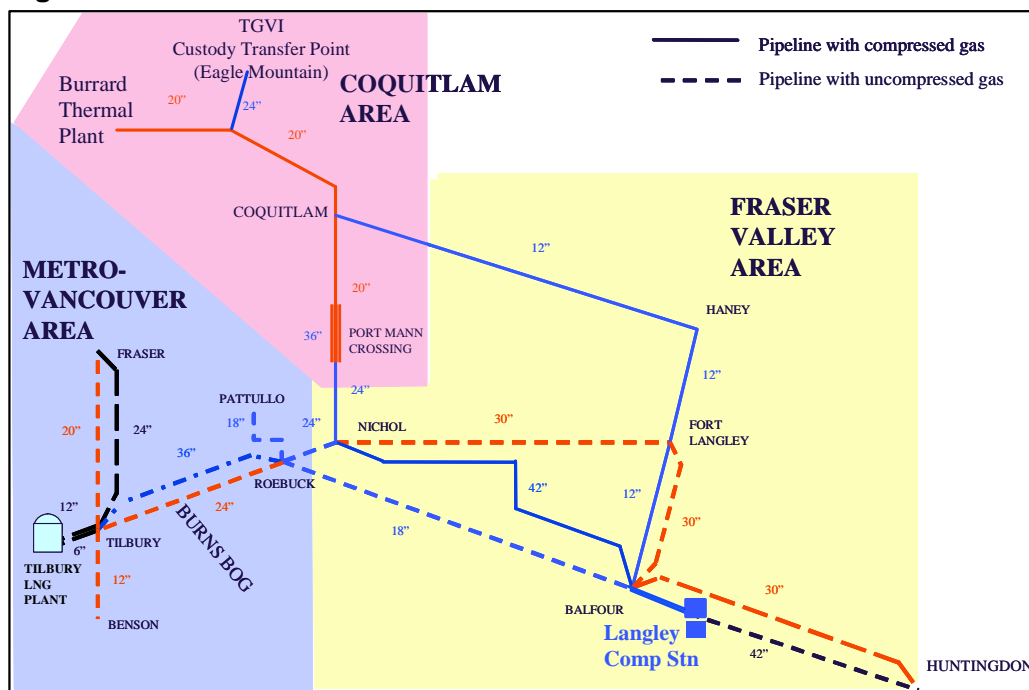 TGVI
Custody Transfer Point
(Eagle Mountain)
Pipeline with compressed gas
Pipeline with uncompressed gas
Burrard
Thermal
Plant
COQUITLAM
AREA
20”
24”
20”
COQUITLAM
FRASER
VALLEY
AREA
12”
METRO-
VANCOUVER
AREA
20”
HANEY
36”
PORT MANN
CROSSING
FRASER
12”
24”
PATTULLO
18”
24”
NICHOL
30”
FORT
LANGLEY
20”
24”
36”
ROEBUCK
42”
12”
24”
12”
18”
30”
6”
TILBURY
BURNS BOG
TILBURY
LNG
PLANT
12”
30”
BENSON
BALFOUR
Langley
Comp Stn
42”
HUNTINGDON